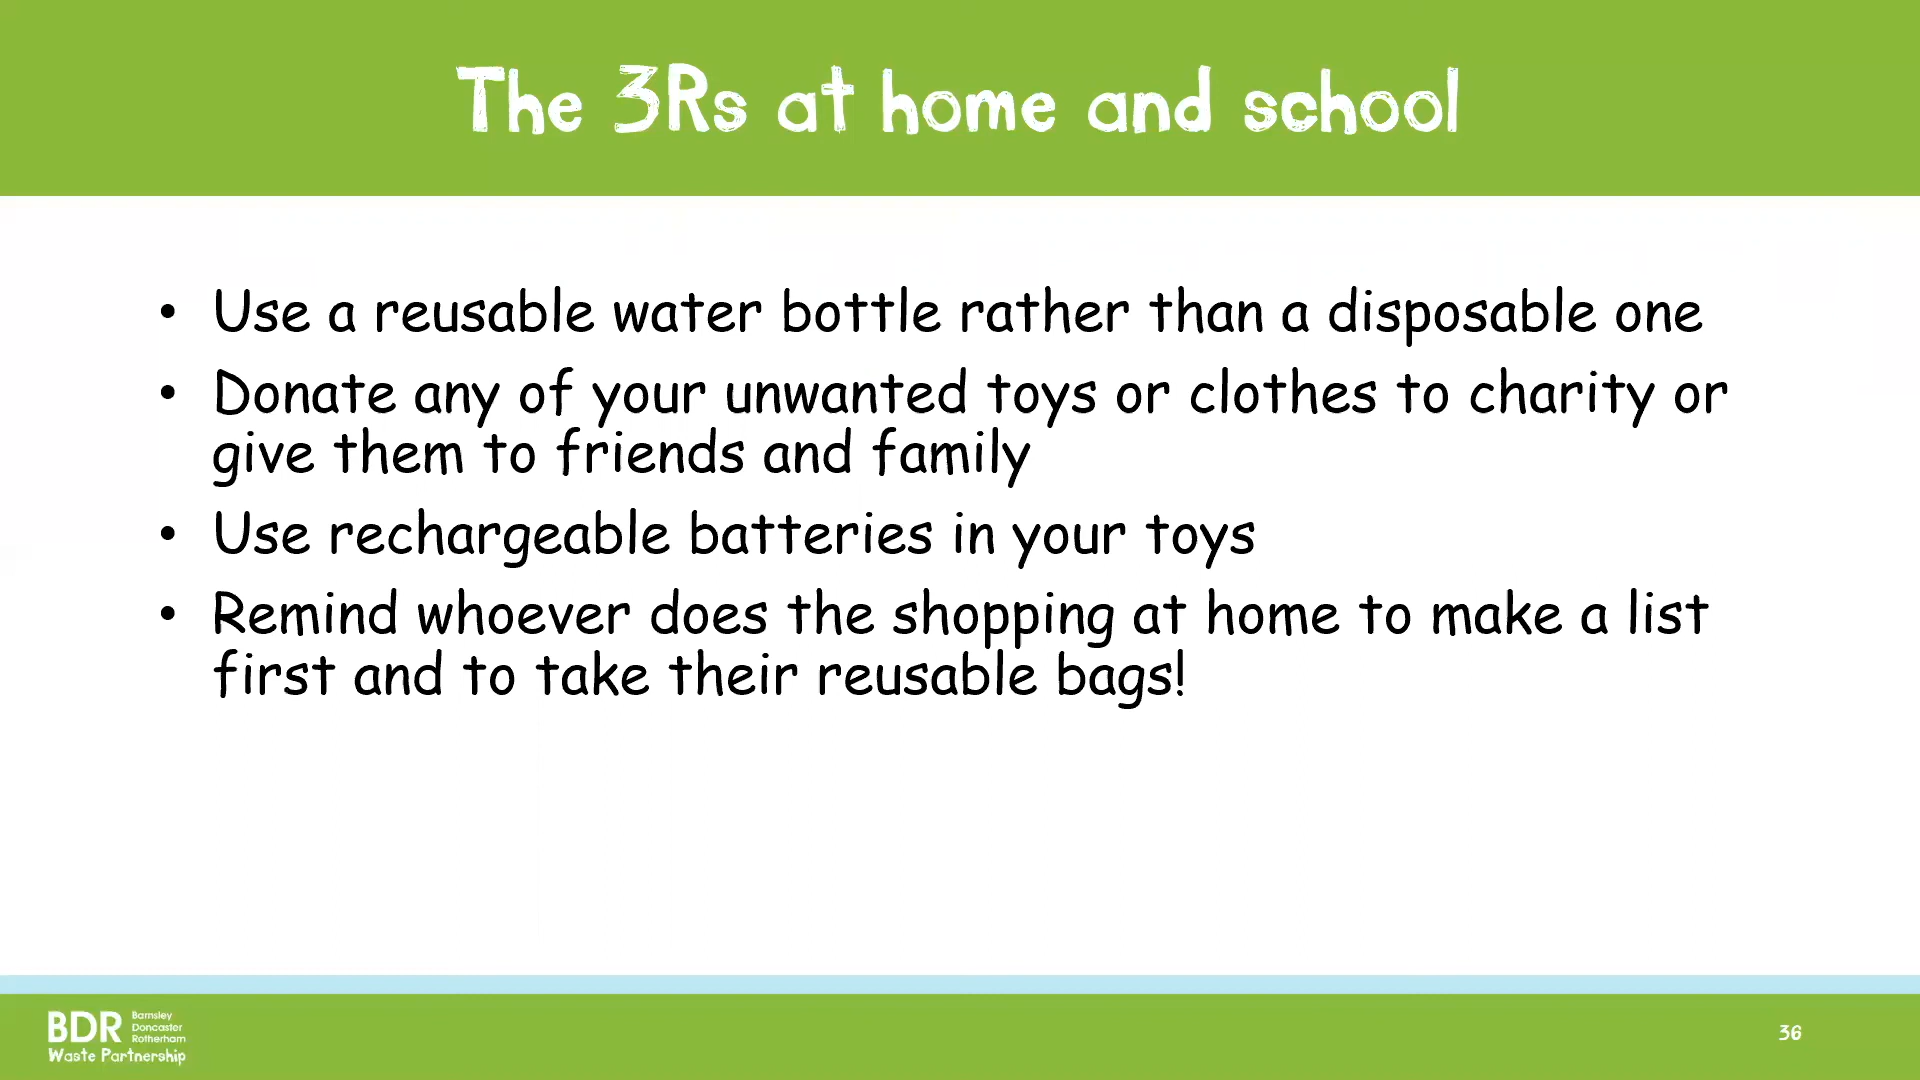 The 3Rs at home and school
• Use a reusable water bottle rather than a disposable one
• Donate any of your unwanted toys or clothes to charity or
give them to friends and family
• Use rechargeable batteries in your toys
• Remind whoever does the shopping at home to make a list
first and to take their reusable bags!
BDR
Barnsley
Doncaster
Rotherham
Waste Partnership
36